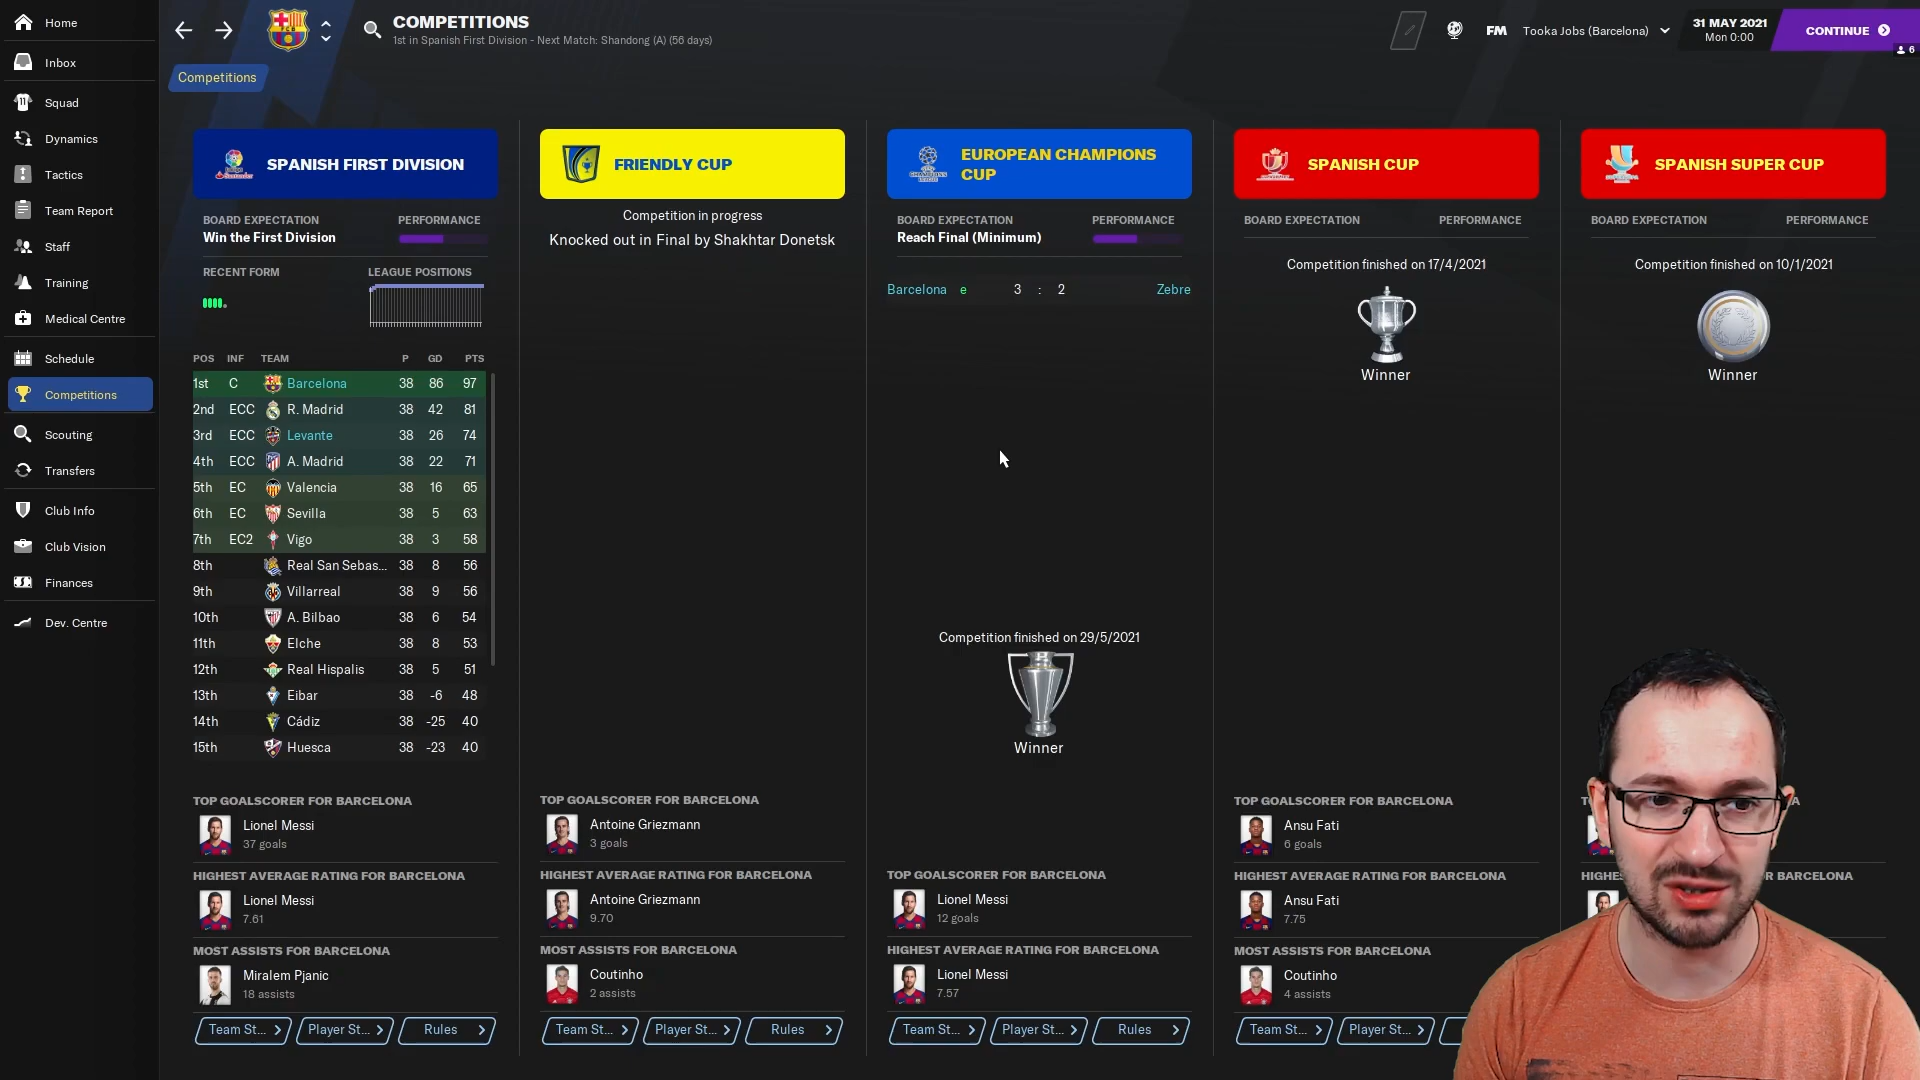 Home
Inbox
Squad
Dynamics
Tactics
Team Report
Staff
Training
Medical Centre
Schedule
Competitions
Scouting
Transfers
Club Info
Club Vision
Finances
Dev. Centre
COMPETITIONS
1st in Spanish First Division - Next Match: Shandong (A) (56 days)
FM
Tooka Jobs (Barcelona)
31 MAY 2021
Mon 0:00
CONTINUE
6
Competitions
SPANISH FIRST DIVISION
BOARD EXPECTATION PERFORMANCE
Win the First Division
RECENT FORM LEAGUE POSITIONS
POS INF TEAM P GD PTS
1st C Barcelona 38 86 97
2nd ECC R. Madrid 38 42 81
3rd ECC Levante 38 26 74
4th ECC A. Madrid 38 22 71
5th EC Valencia 38 16 65
6th EC Sevilla 38 5 63
7th EC2 Vigo 38 3 58
8th Real San Sebas... 38 8 56
9th Villarreal 38 9 56
10th A. Bilbao 38 6 54
11th Elche 38 8 53
12th Real Hispalis 38 5 51
13th Eibar 38 -6 48
14th Cádiz 38 -25 40
15th Huesca 38 -23 40
TOP GOALSCORER FOR BARCELONA
Lionel Messi
37 goals
HIGHEST AVERAGE RATING FOR BARCELONA
Lionel Messi
7.61
MOST ASSISTS FOR BARCELONA
Miralem Pjanic
18 assists
Team St... Player St... Rules
FRIENDLY CUP
Competition in progress
Knocked out in Final by Shakhtar Donetsk
TOP GOALSCORER FOR BARCELONA
Antoine Griezmann
3 goals
HIGHEST AVERAGE RATING FOR BARCELONA
Antoine Griezmann
9.70
MOST ASSISTS FOR BARCELONA
Coutinho
2 assists
Team St... Player St... Rules
EUROPEAN CHAMPIONS
CUP
BOARD EXPECTATION PERFORMANCE
Reach Final (Minimum)
Barcelona e 3 : 2 Zebre
Competition finished on 29/5/2021
Winner
TOP GOALSCORER FOR BARCELONA
Lionel Messi
12 goals
HIGHEST AVERAGE RATING FOR BARCELONA
Lionel Messi
7.57
Team St... Player St... Rules
SPANISH CUP
BOARD EXPECTATION PERFORMANCE
Competition finished on 17/4/2021
Winner
TOP GOALSCORER FOR BARCELONA
Ansu Fati
6 goals
HIGHEST AVERAGE RATING FOR BARCELONA
Ansu Fati
7.75
MOST ASSISTS FOR BARCELONA
Coutinho
4 assists
Team St... Player St...
SPANISH SUPER CUP
BOARD EXPECTATION PERFORMANCE
Competition finished on 10/1/2021
Winner
R BARCELONA